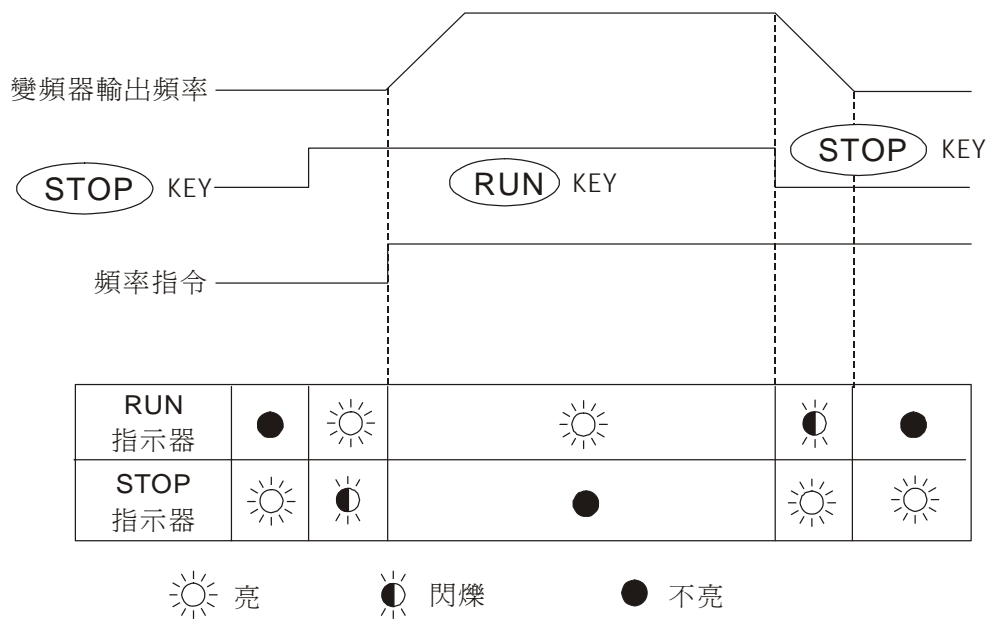 變頻器輸出頻率
STOP KEY
STOP KEY
RUN KEY
頻率指令
RUN
指示器
STOP
指示器
亮
閃爍
不亮